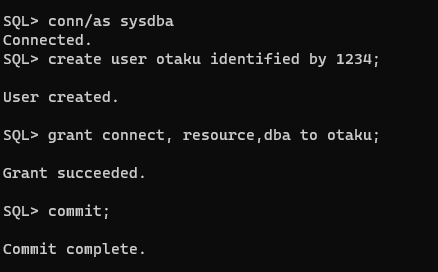 SQL> conn/as sysdba
Connected.
SQL> create user otaku identified by 1234;
User created.
SQL> grant connect, resource,dba to otaku;
Grant succeeded.
SQL> commit;
Commit complete.